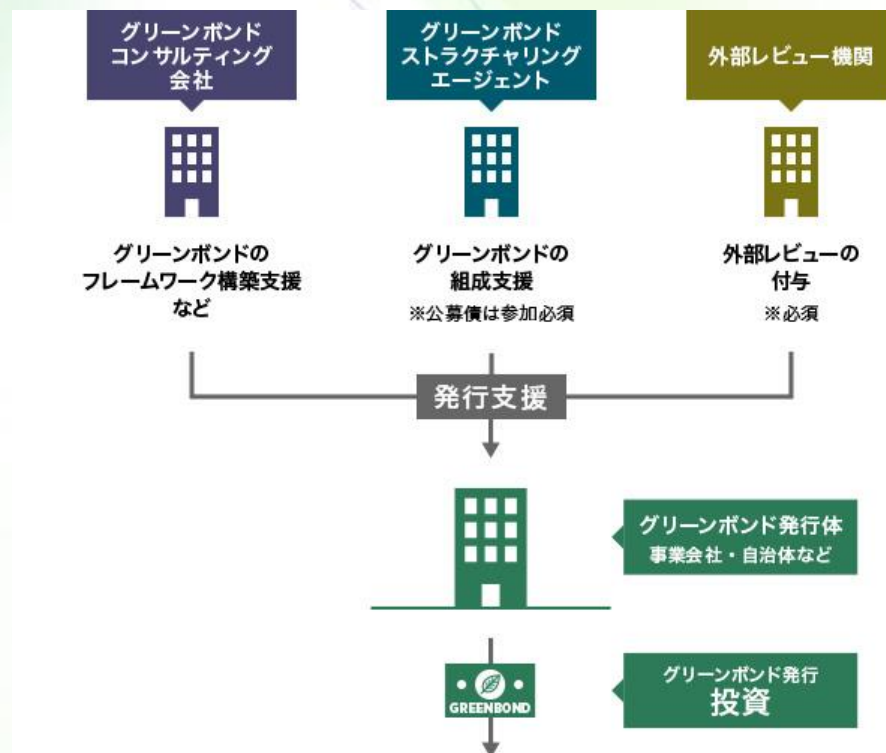 グリーンボンド
コンサルティング
会社
グリーンボンド
ストラクチャリング
エージェント
外部レビュー機関
グリーンボンドの
フレームワーク構築支援
など
グリーンボンドの
組成支援
※公募債は参加必須
外部レビューの
付与
※必須
発行支援
グリーンボンド発行体
事業会社・自治体など
GREENBOND
グリーンボンド発行
投資